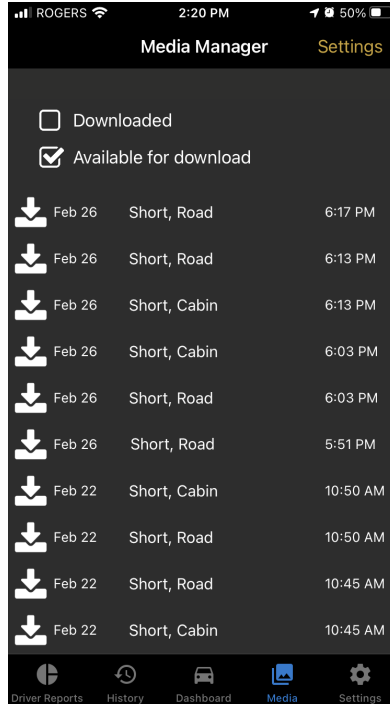 ROGERS 2:20 PM 50%
Media Manager Settings
Downloaded
Available for download
Feb 26 Short, Road 6:17 PM
Feb 26 Short, Road 6:13 PM
Feb 26 Short, Cabin 6:13 PM
Feb 26 Short, Cabin 6:03 PM
Feb 26 Short, Road 6:03 PM
Feb 26 Short, Road 5:51 PM
Feb 22 Short, Cabin 10:50 AM
Feb 22 Short, Road 10:50 AM
Feb 22 Short, Road 10:45 AM
Feb 22 Short, Cabin 10:45 AM
Driver Reports History Dashboard Media Settings